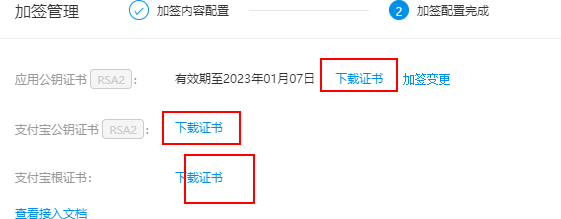 加签管理 加签内容配置 2 加签配置完成
应用公钥证书 RSA2 : 有效期至2023年01月07日 下载证书 加签变更
支付宝公钥证书 RSA2 : 下载证书
支付宝根证书: 下载证书
查看接入文档